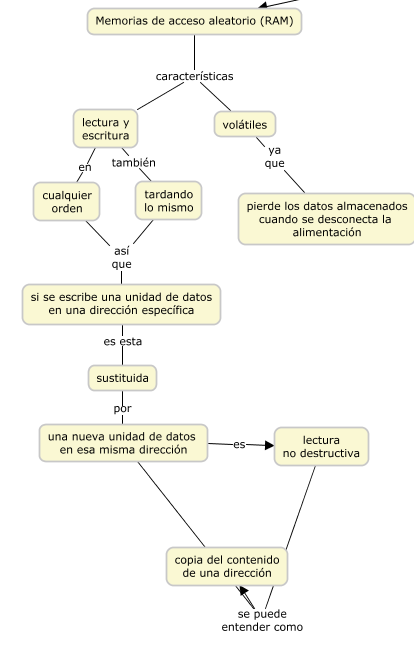 Memorias de acceso aleatorio (RAM)
características
lectura y
escritura
volátiles
en
también
ya
que
cualquier
orden
tardando
lo mismo
pierde los datos almacenados
cuando se desconecta la
alimentación
así
que
si se escribe una unidad de datos
en una dirección específica
es esta
sustituida
por
una nueva unidad de datos
en esa misma dirección
es
lectura
no destructiva
copia del contenido
de una dirección
se puede
entender como